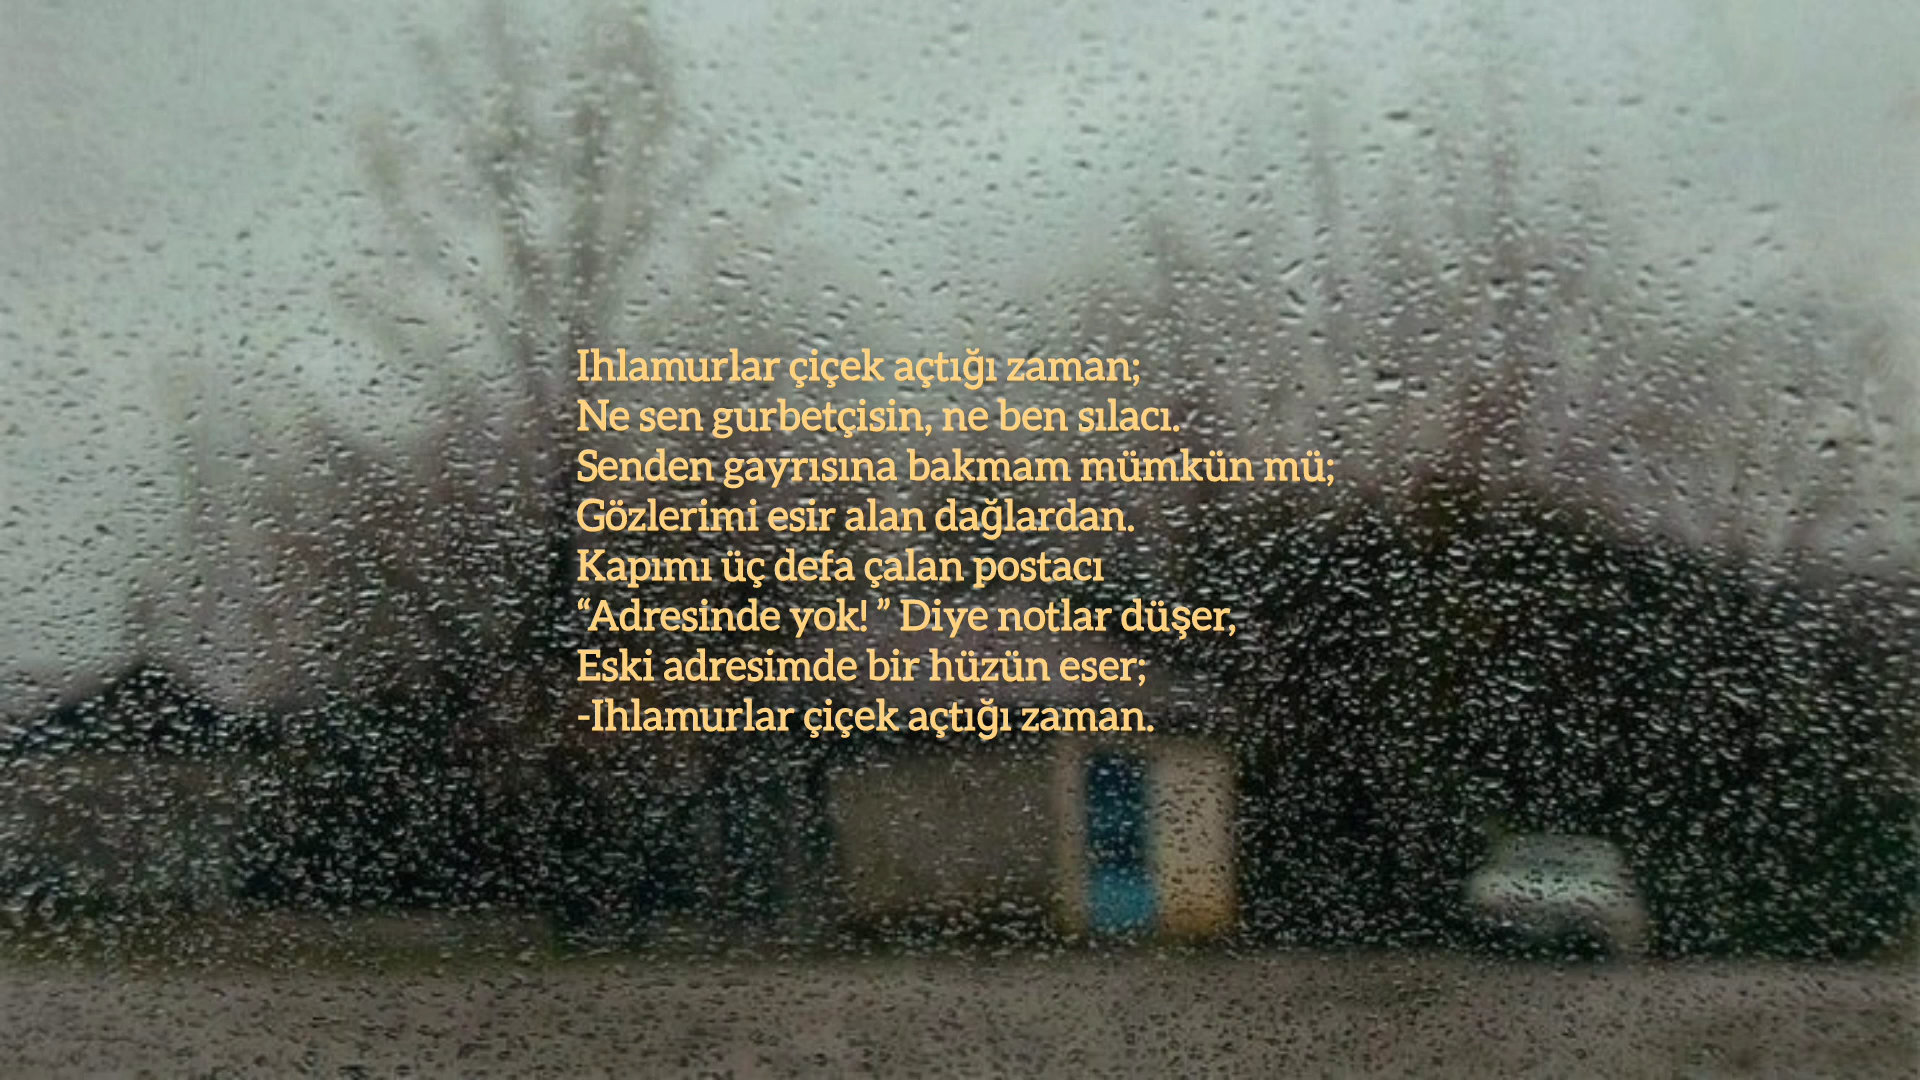 Ihlamurlar çiçek açtığı zaman;
Ne sen gurbetçisin, ne ben sılacı.
Senden gayrısına bakmam mümkün mü;
Gözlerimi esir alan dağlardan.
Kapımı üç defa çalan postacı
“Adresinde yok! ” Diye notlar düşer,
Eski adresimde bir hüzün eser;
-Ihlamurlar çiçek açtığı zaman.